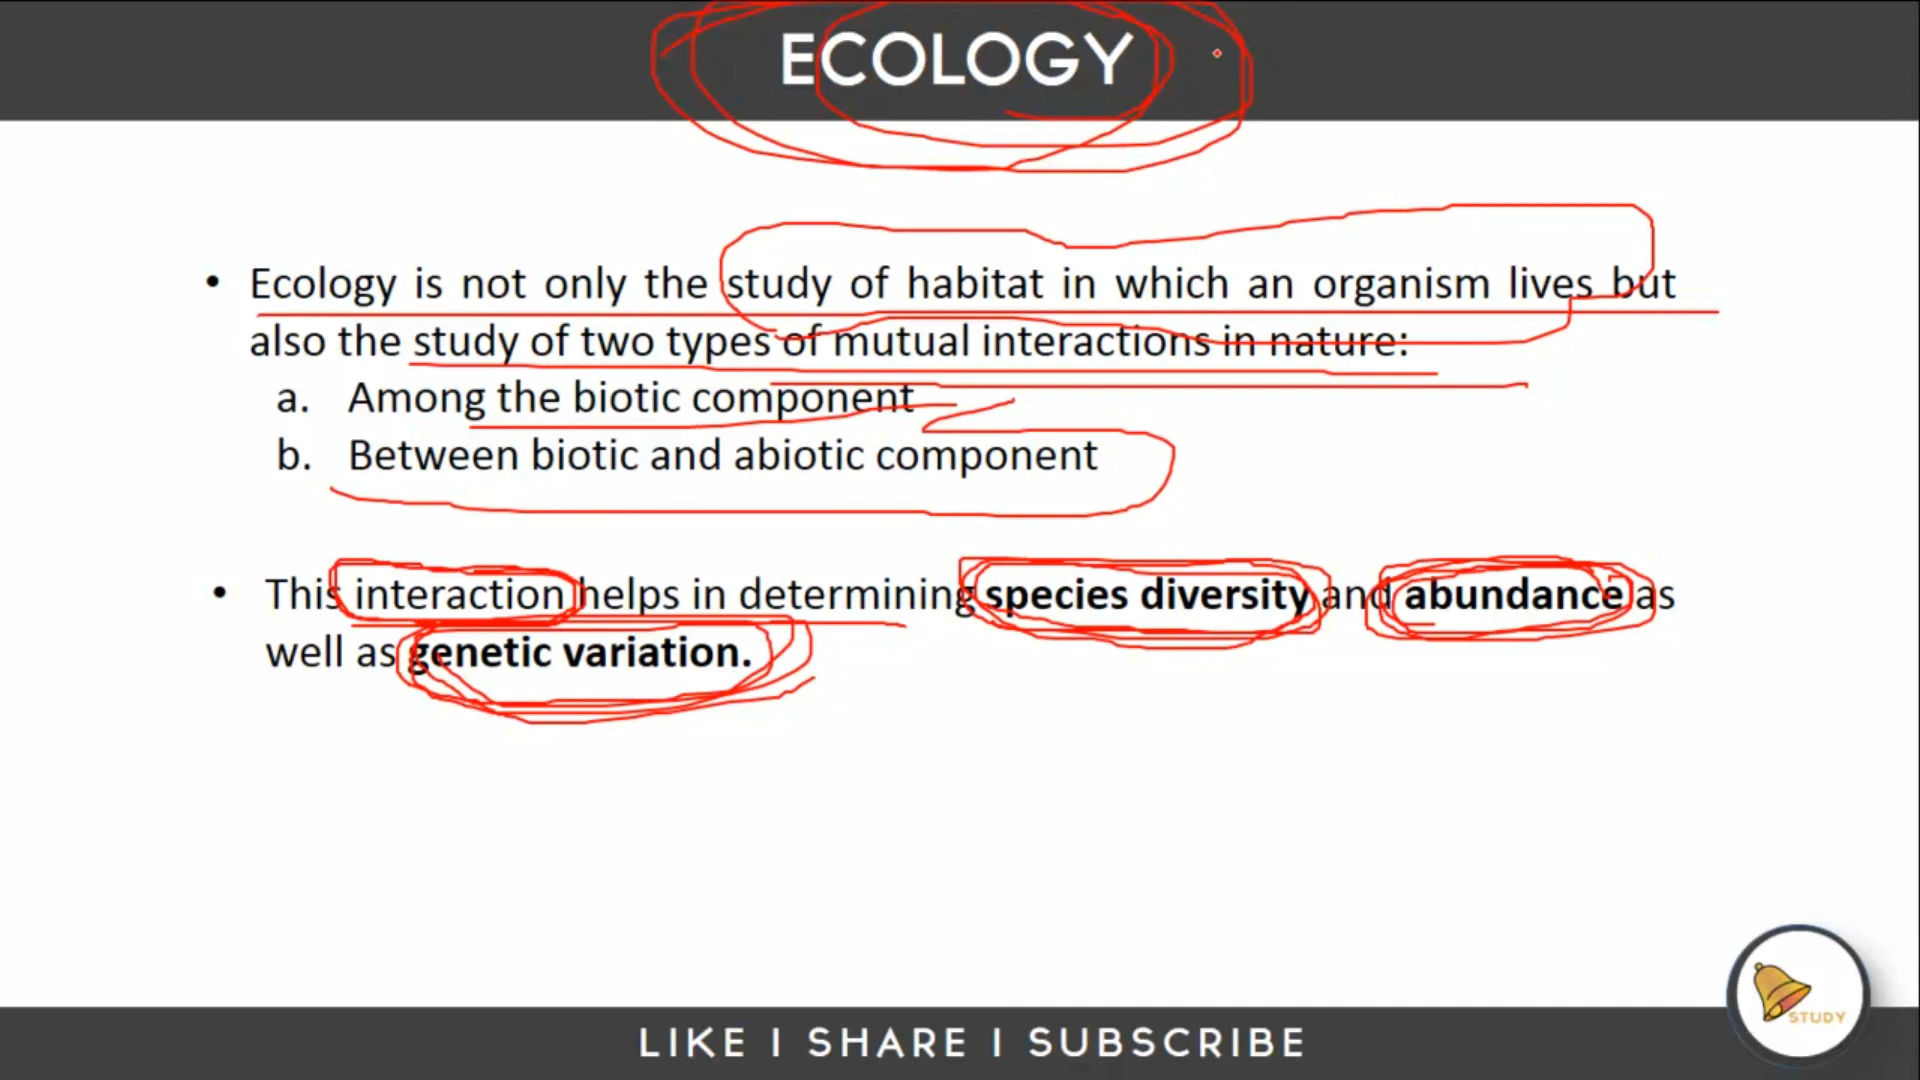 ECOLOGY
• Ecology is not only the study of habitat in which an organism lives but
also the study of two types of mutual interactions in nature:
a. Among the biotic component
b. Between biotic and abiotic component
• This interaction helps in determining species diversity and abundance as
well as genetic variation.
STUDY
LIKE I SHARE I SUBSCRIBE